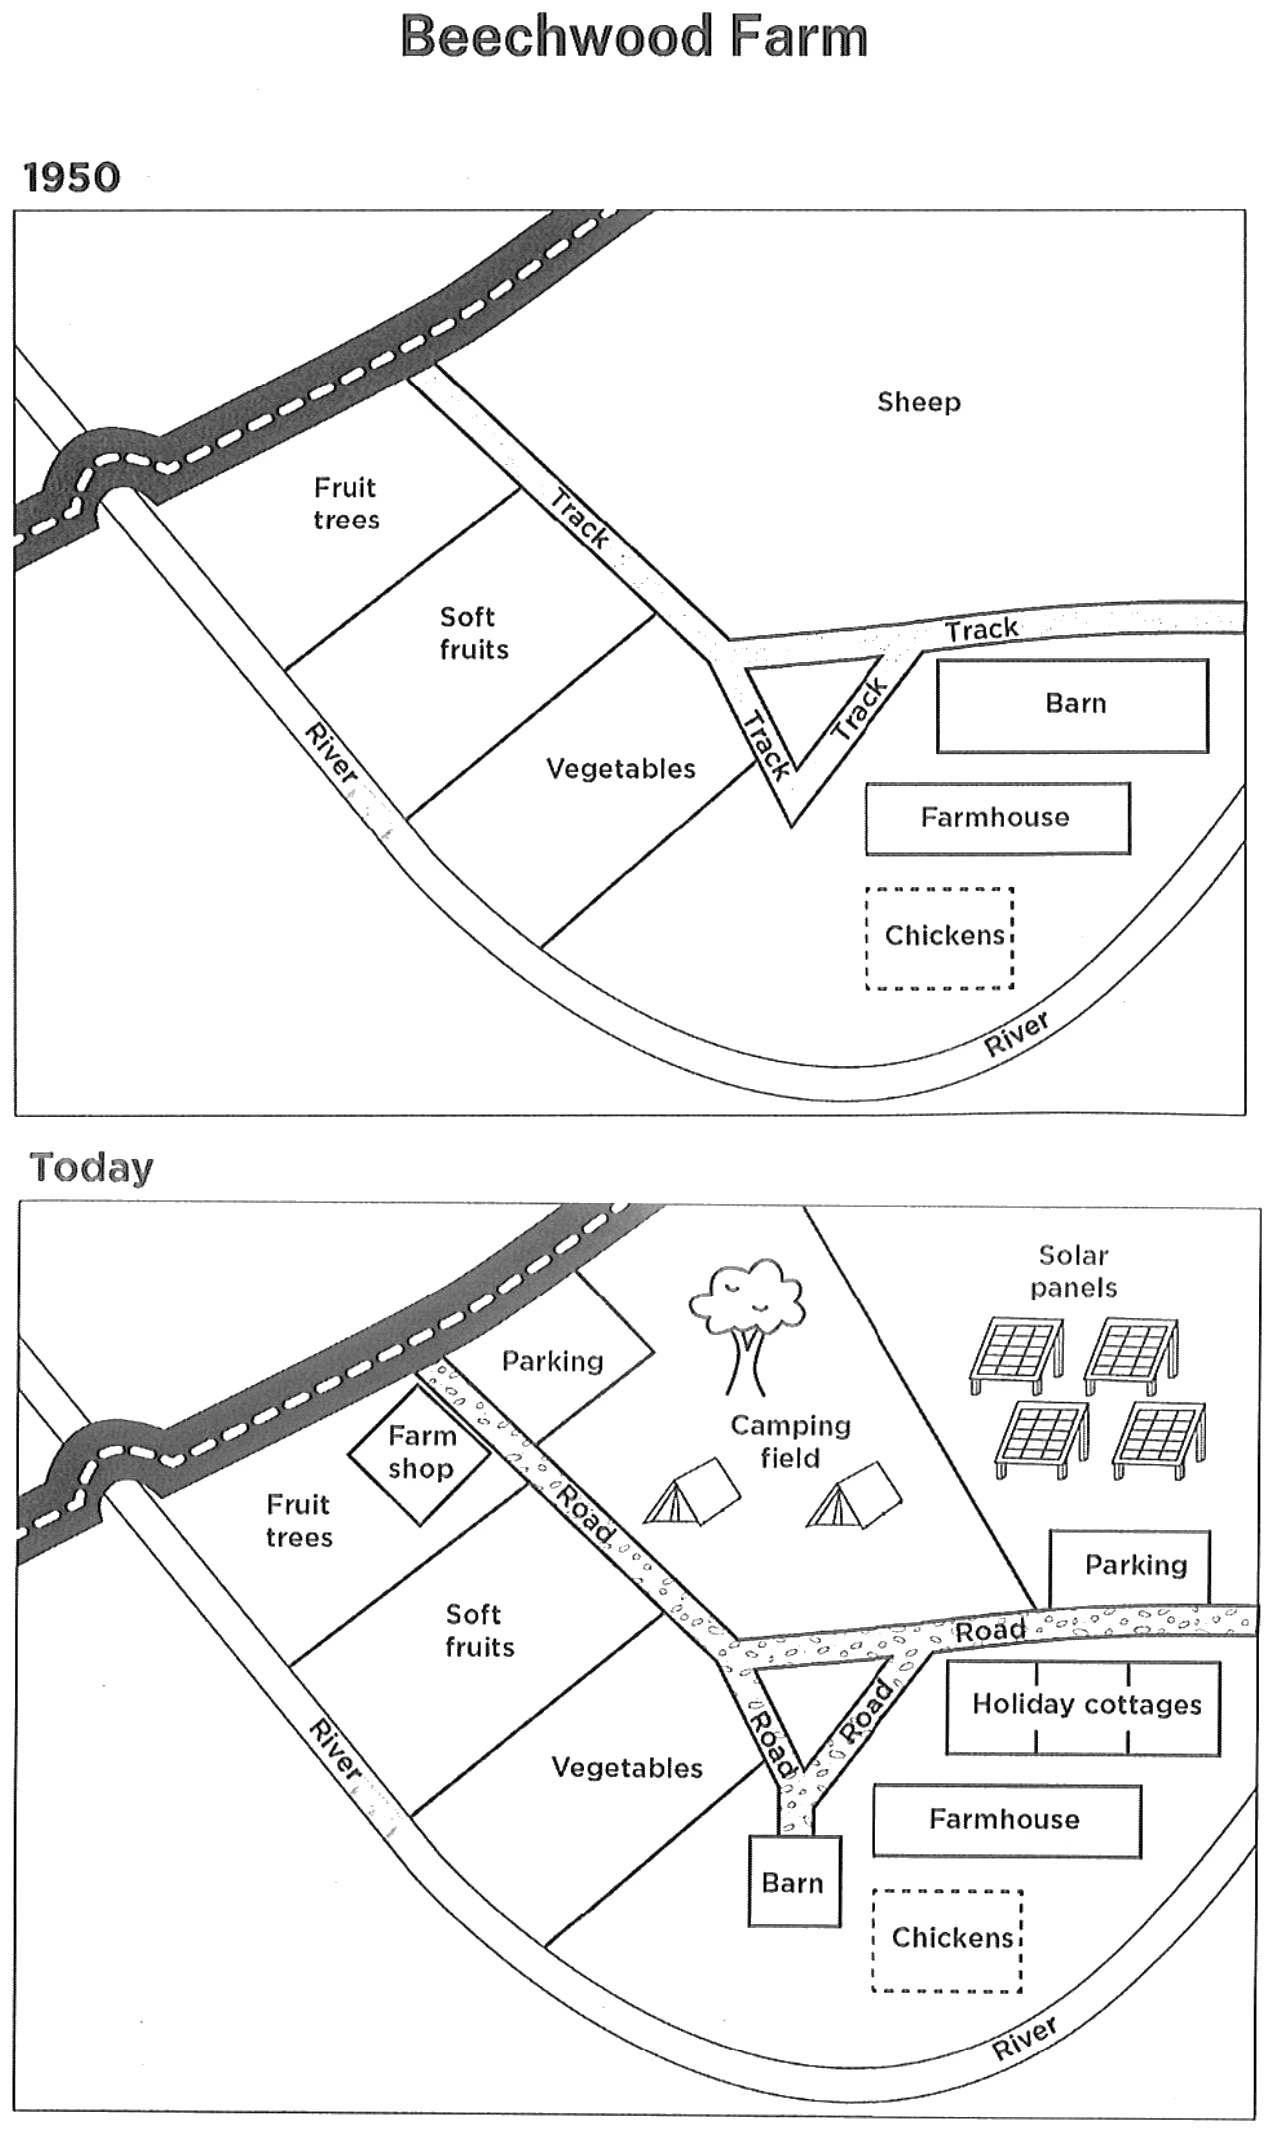 Beechwood Farm
1950
Sheep
Fruit
trees
Track
Soft
fruits
Track
Barn
Track
Track
River
Vegetables
Farmhouse
Chickens
River
Today
Solar
panels
Parking
Camping
field
Farm
shop
Road
Fruit
trees
Parking
Soft
fruits
Road
Holiday cottages
Road
Road
River
Vegetables
Farmhouse
Barn
Chickens
River